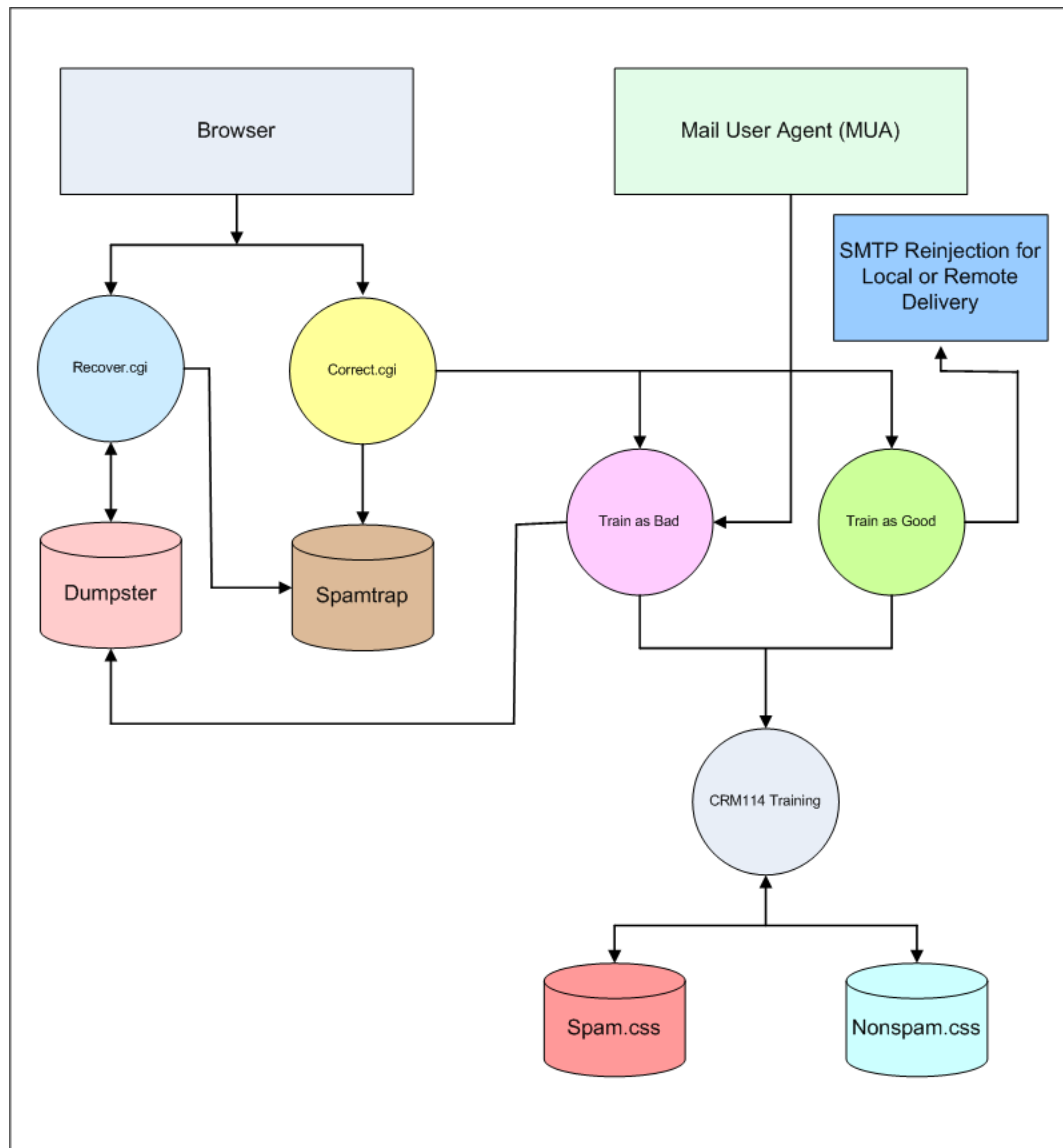 Browser
Mail User Agent (MUA)
SMTP Reinjection for
Local or Remote
Delivery
Recover.cgi
Correct.cgi
Train as Bad
Train as Good
Dumpster
Spamtrap
CRM114 Training
Spam.css
Nonspam.css